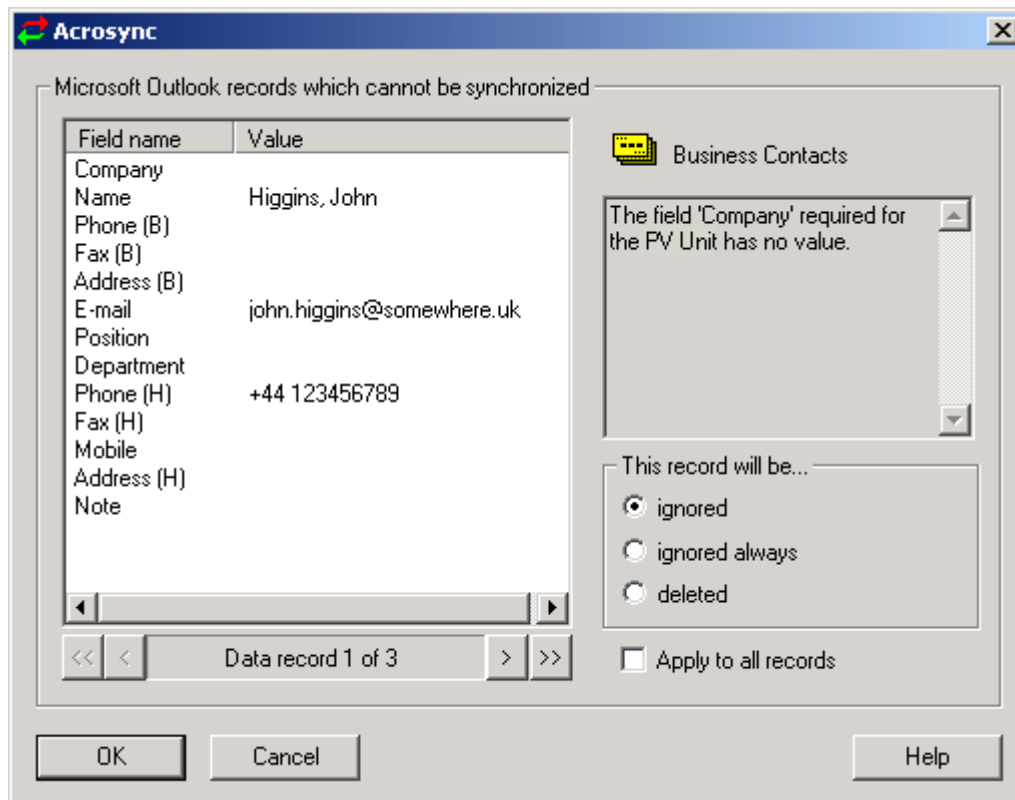 Acrosync
Microsoft Outlook records which cannot be synchronized
Field name Value
Company
Name Higgins, John
Phone (B)
Fax (B)
Address (B)
E-mail john.higgins@somewhere.uk
Position
Department
Phone (H) +44 123456789
Fax (H)
Mobile
Address (H)
Note
<< < Data record 1 of 3 > >>
Business Contacts
The field 'Company' required for
the PV Unit has no value.
This record will be...
ignored
ignored always
deleted
Apply to all records
OK Cancel Help